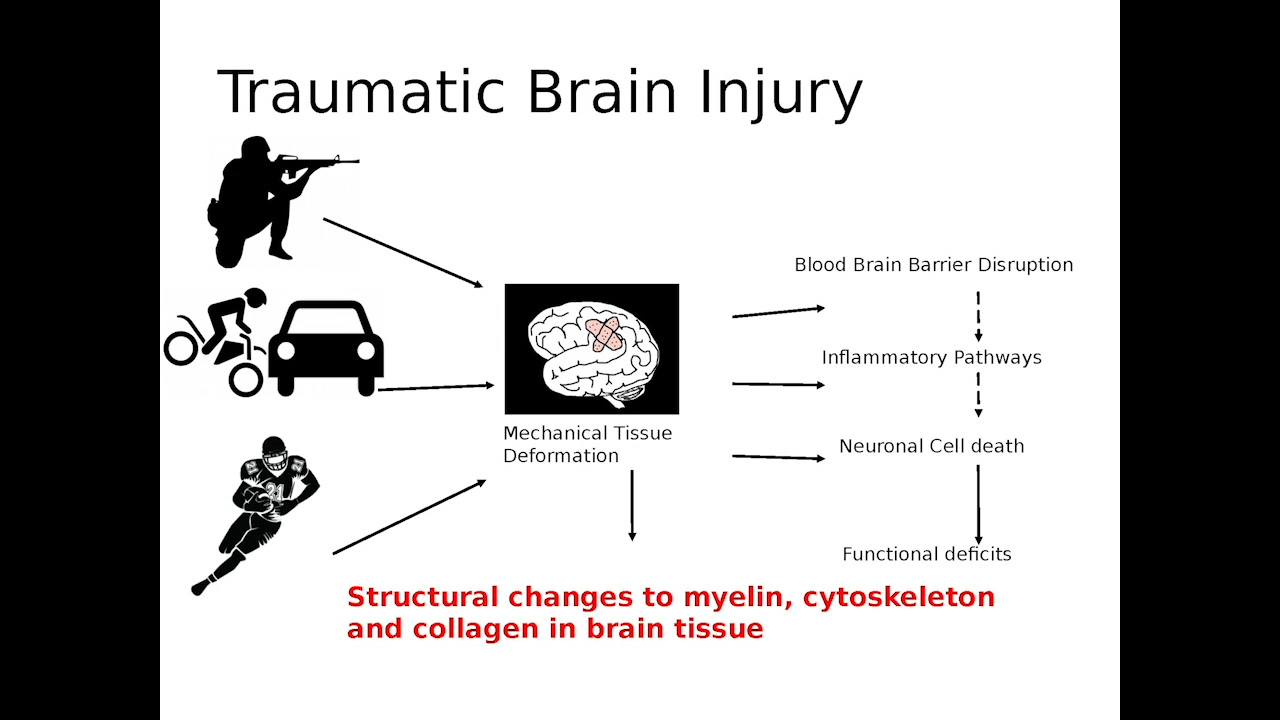 Traumatic Brain Injury
Blood Brain Barrier Disruption
Inflammatory Pathways
Mechanical Tissue
Deformation
Neuronal Cell death
21
Functional deficits
Structural changes to myelin, cytoskeleton
and collagen in brain tissue